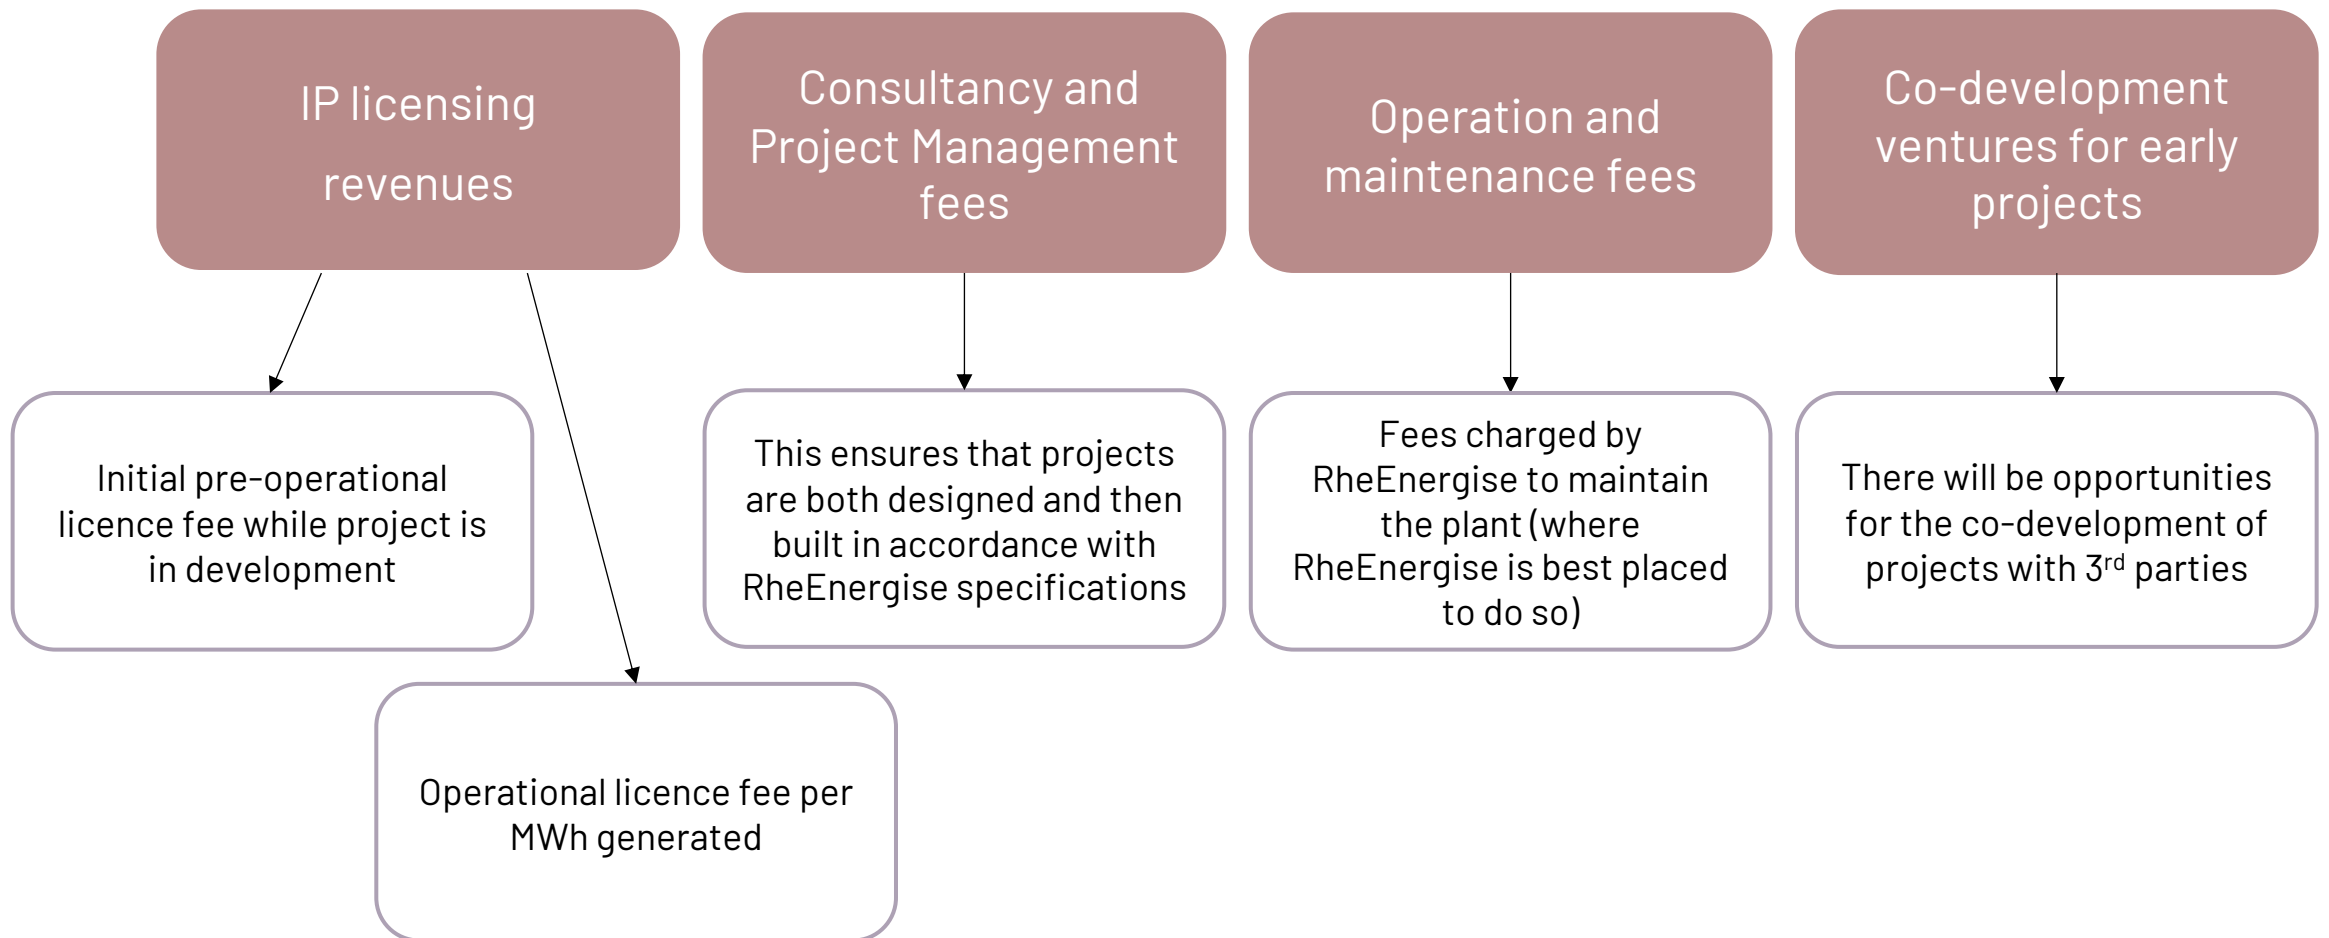 IP licensing
revenues
Consultancy and
Project Management
fees
Operation and
maintenance fees
Co-development
ventures for early
projects
Initial pre-operational
licence fee while project is
in development
Operational licence fee per
MWh generated
This ensures that projects
are both designed and then
built in accordance with
RheEnergise specifications
Fees charged by
RheEnergise to maintain
the plant (where
RheEnergise is best placed
to do so)
There will be opportunities
for the co-development of
projects with 3rd parties